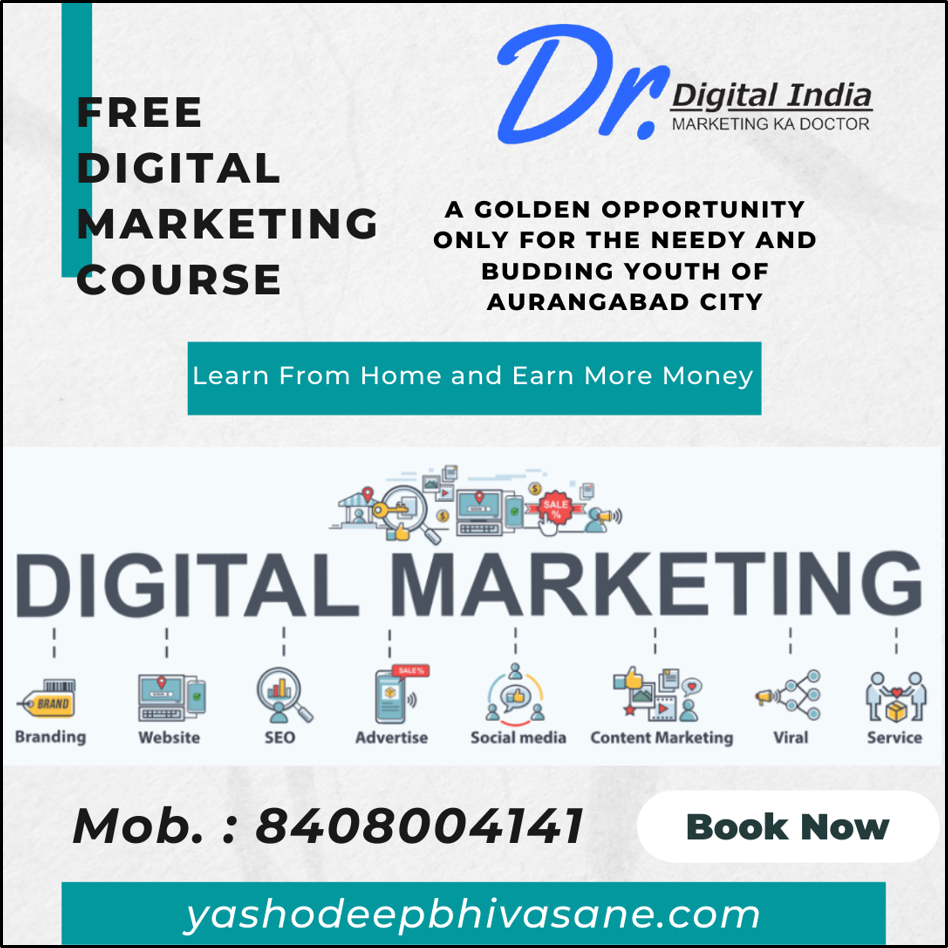 FREE
DIGITAL
MARKETING
COURSE
Dr.
Digital India
MARKETING KA DOCTOR
A GOLDEN OPPORTUNITY
ONLY FOR THE NEEDY AND
BUDDING YOUTH OF
AURANGABAD CITY
Learn From Home and Earn More Money
SALE
%
DIGITAL MARKETING
BRAND
SALE%
Branding Website SEO Advertise Social media Content Marketing Viral Service
Mob. : 8408004141
Book Now
yashodeepbhivasane.com